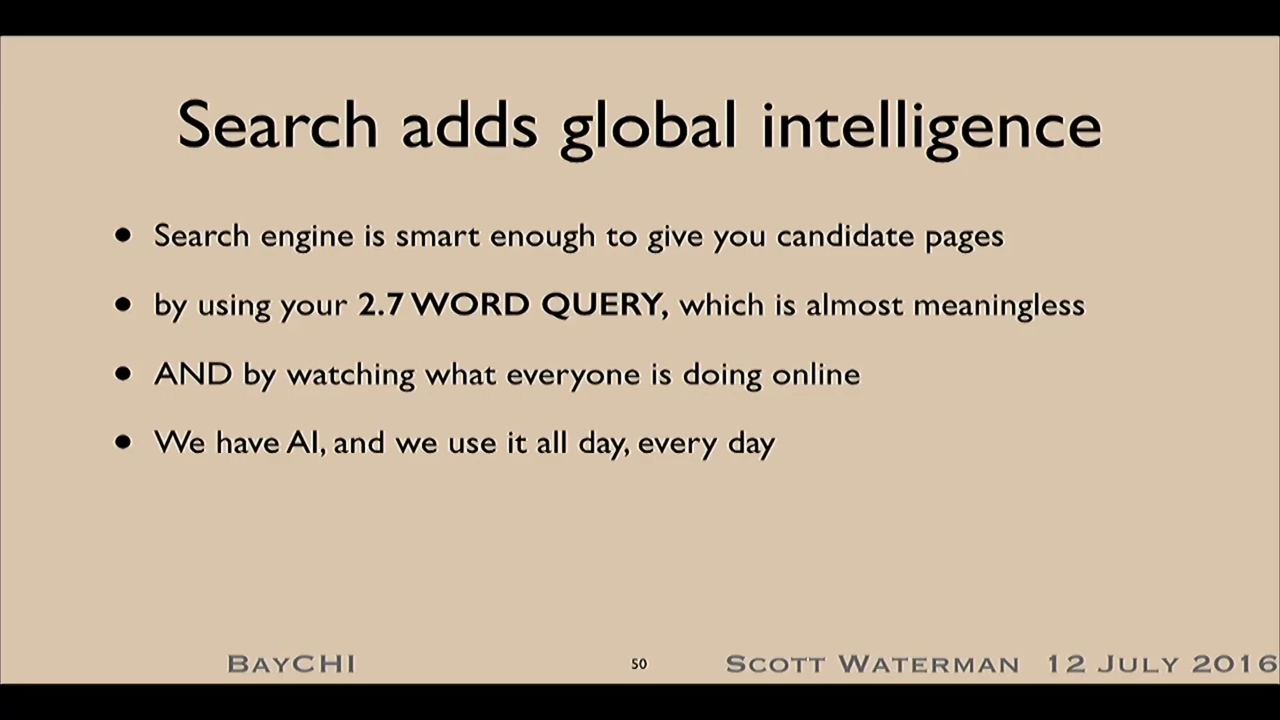 Search adds global intelligence
• Search engine is smart enough to give you candidate pages
• by using your 2.7 WORD QUERY, which is almost meaningless
• AND by watching what everyone is doing online
• We have AI, and we use it all day, every day
BayCHI 50 Scott Waterman 12 July 2016